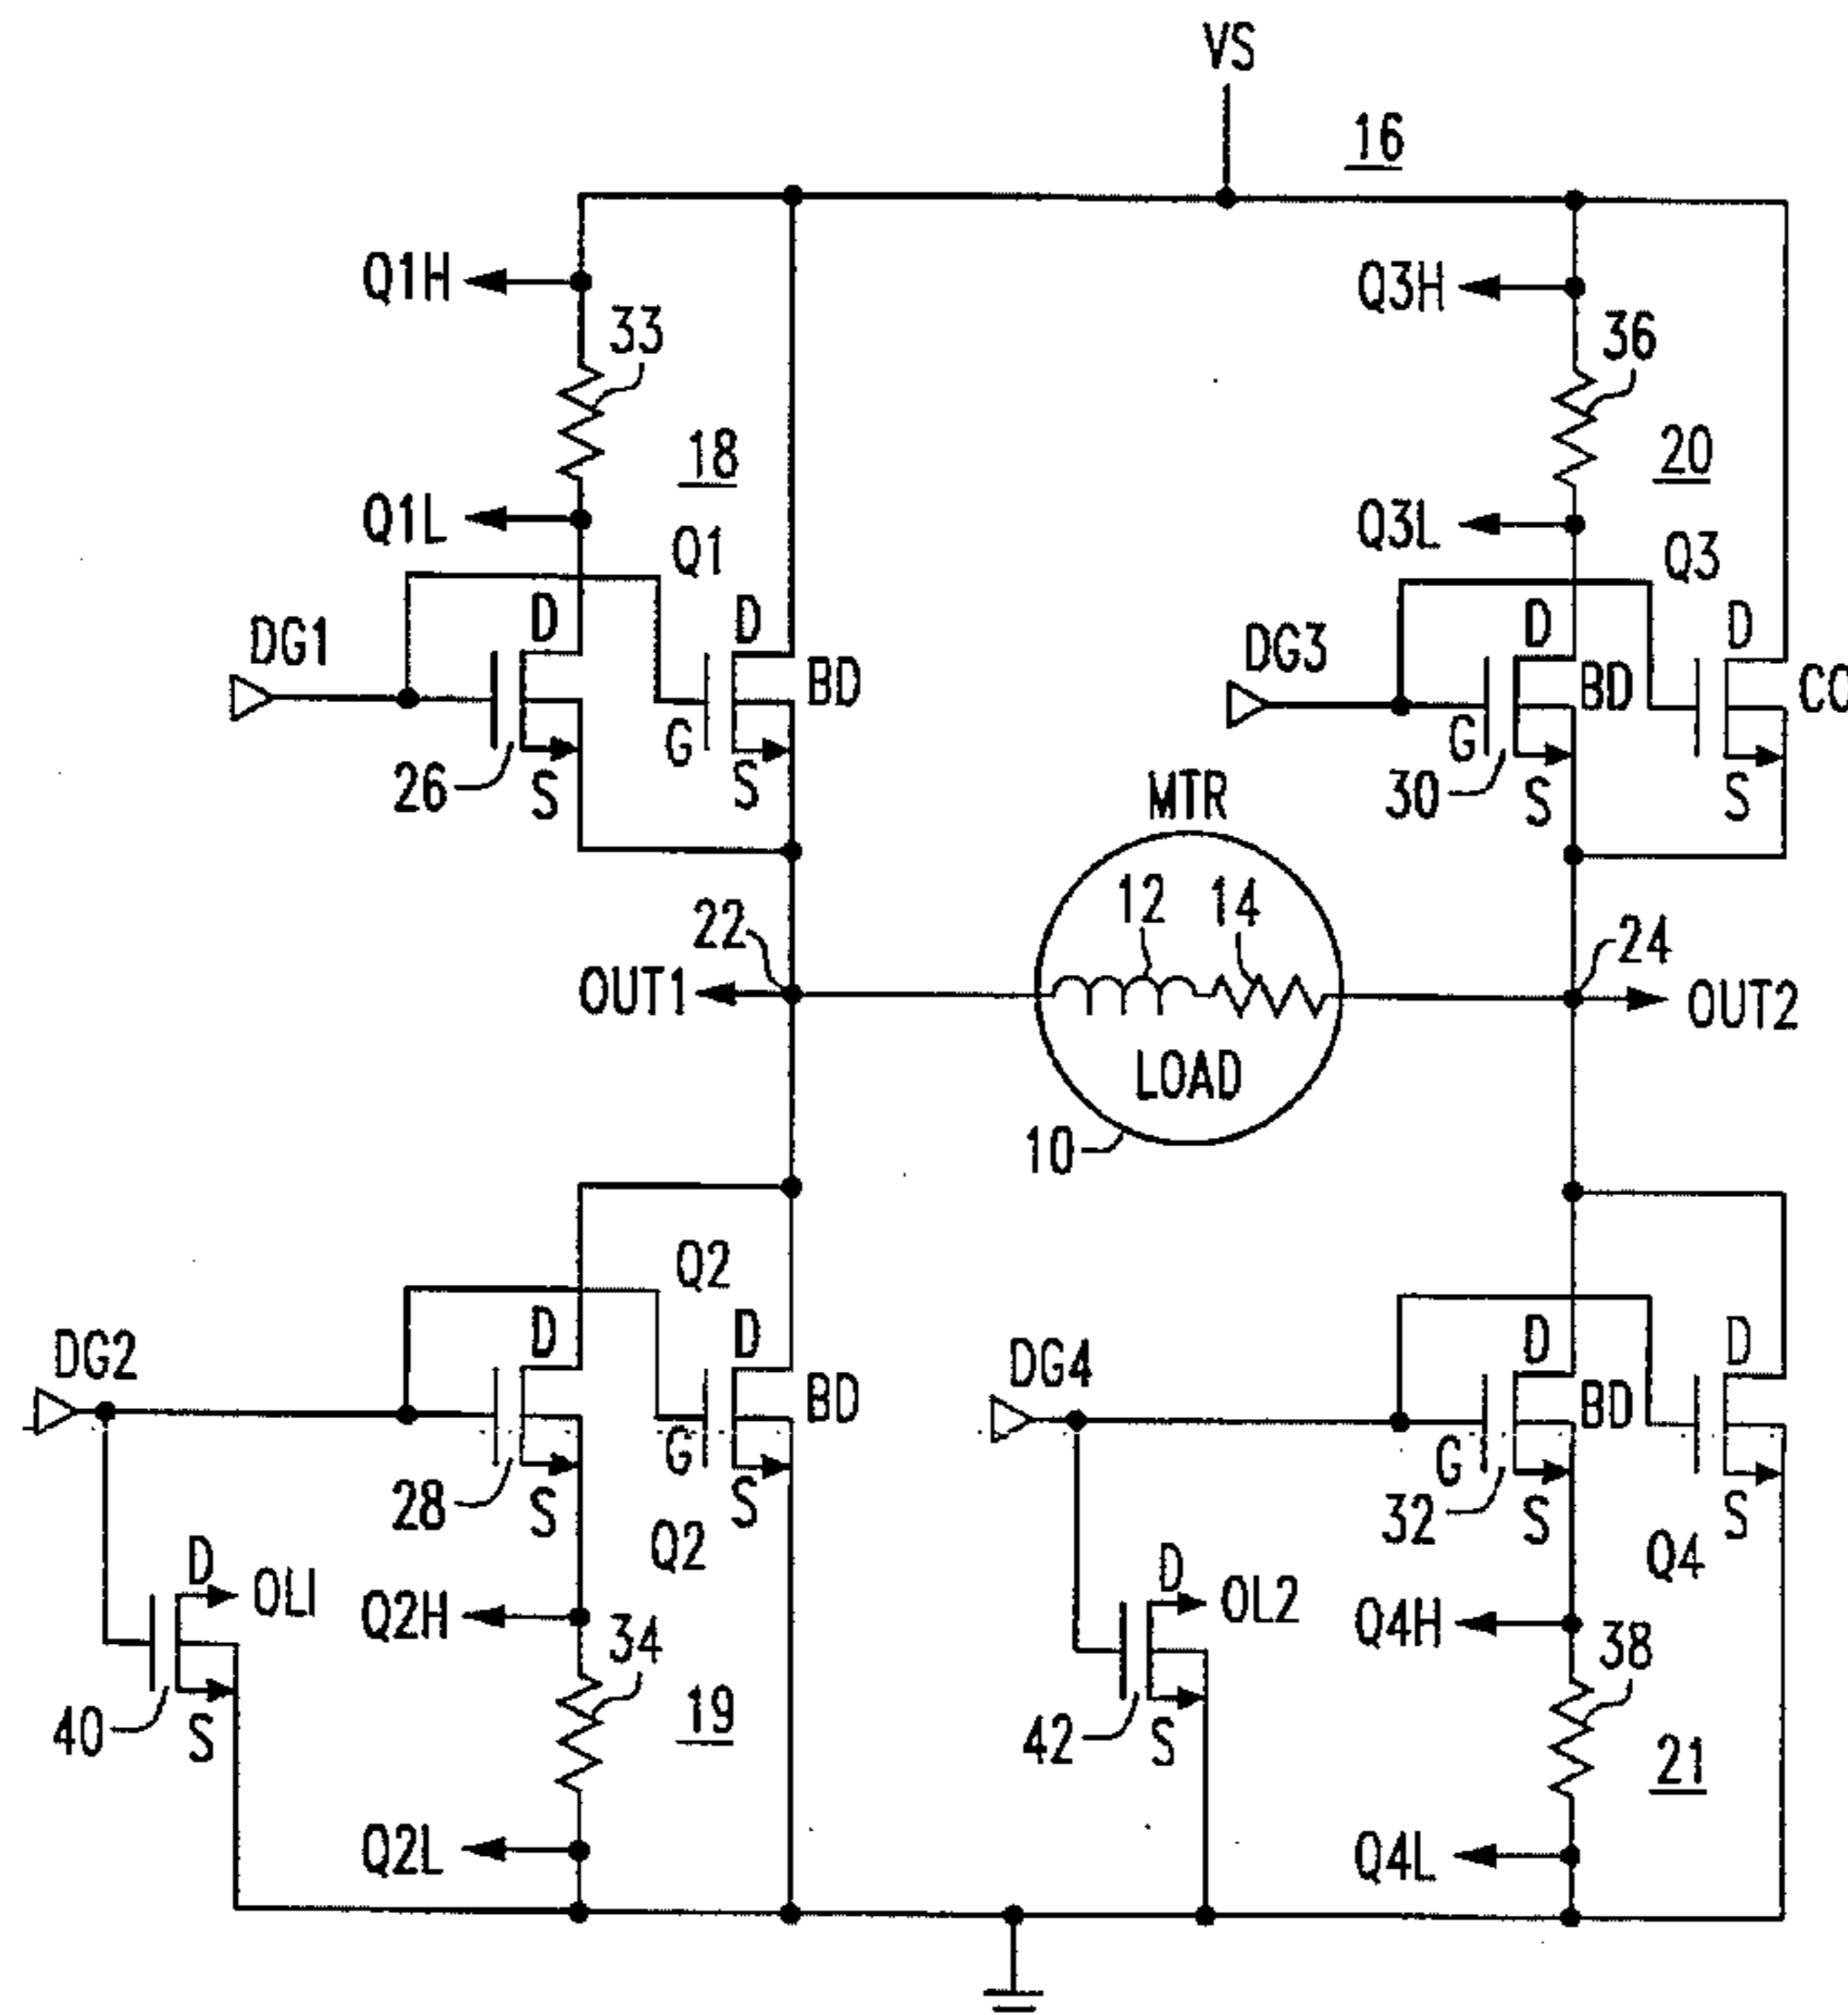 VS
16
Q1H
33
Q3H
36
18
20
Q1L
Q1
Q3L
Q3
DG1
D
D
BD
DG3
D
BD
D
CO
G
G
26
S
S
30
S
S
MTR
12
14
22
24
OUT1
OUT2
LOAD
10
Q2
DG2
D
D
BD
DG4
D
BD
D
G
G
28
S
S
32
S
S
Q2
Q4
D
OL1
D
OL2
Q2H
34
Q4H
38
40
S
19
42
S
21
Q2L
Q4L